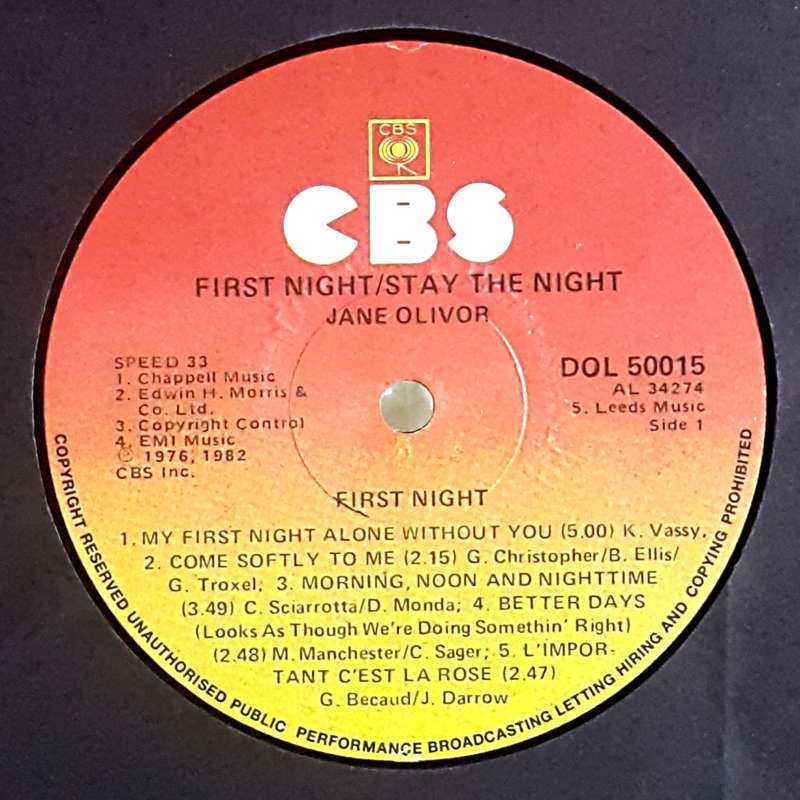 CBS
CBS
FIRST NIGHT/STAY THE NIGHT
JANE OLIVOR
SPEED 33
1. Chappell Music
2. Edwin H. Morris &
Co. Ltd.
3. Copyright Control
4. EMI Music
℗ 1976, 1982
CBS Inc.
DOL 50015
AL 34274
5. Leeds Music
Side 1
FIRST NIGHT
1. MY FIRST NIGHT ALONE WITHOUT YOU (5.00) K. Vassy.
2. COME SOFTLY TO ME (2.15) G. Christopher/B. Ellis/
G. Troxel; 3. MORNING, NOON AND NIGHTTIME
(3.49) C. Sciarrotta/D. Monda; 4. BETTER DAYS
(Looks As Though We're Doing Somethin' Right)
(2.48) M. Manchester/C. Sager; 5. L'IMPOR-
TANT C'EST LA ROSE (2.47)
G. Becaud/J. Darrow
COPYRIGHT RESERVED UNAUTHORISED PUBLIC PERFORMANCE BROADCASTING LETTING HIRING AND COPYING PROHIBITED